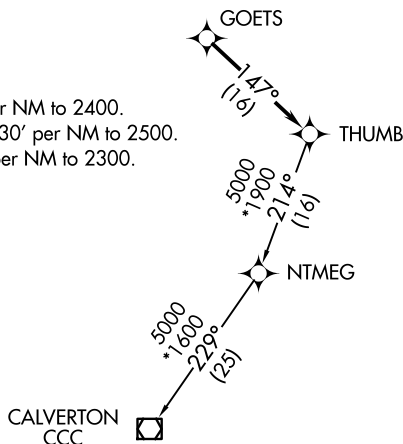 GOETS
147°
(16)
r NM to 2400.
30' per NM to 2500.
er NM to 2300.
THUMB
5000
*1900
214°
(16)
NTMEG
5000
*1600
229°
(25)
CALVERTON
CCC